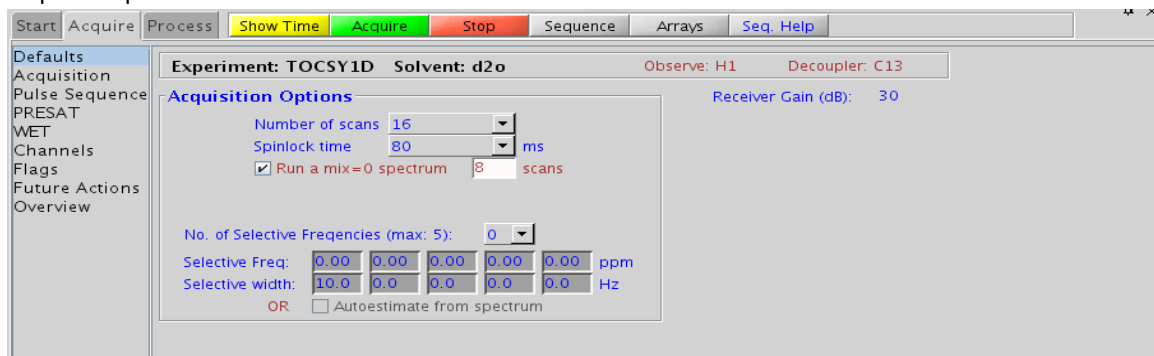 Start Acquire Process Show Time Acquire Stop Sequence Arrays Seq. Help
Defaults
Acquisition
Pulse Sequence
PRESAT
WET
Channels
Flags
Future Actions
Overview
Experiment: TOCSY1D Solvent: d2o Observe: H1 Decoupler: C13
Acquisition Options Receiver Gain (dB): 30
Number of scans 16
Spinlock time 80 ms
Run a mix=0 spectrum 8 scans
No. of Selective Freqencies (max: 5): 0
Selective Freq: 0.00 0.00 0.00 0.00 0.00 ppm
Selective width: 10.0 0.0 0.0 0.0 0.0 Hz
OR Autoestimate from spectrum